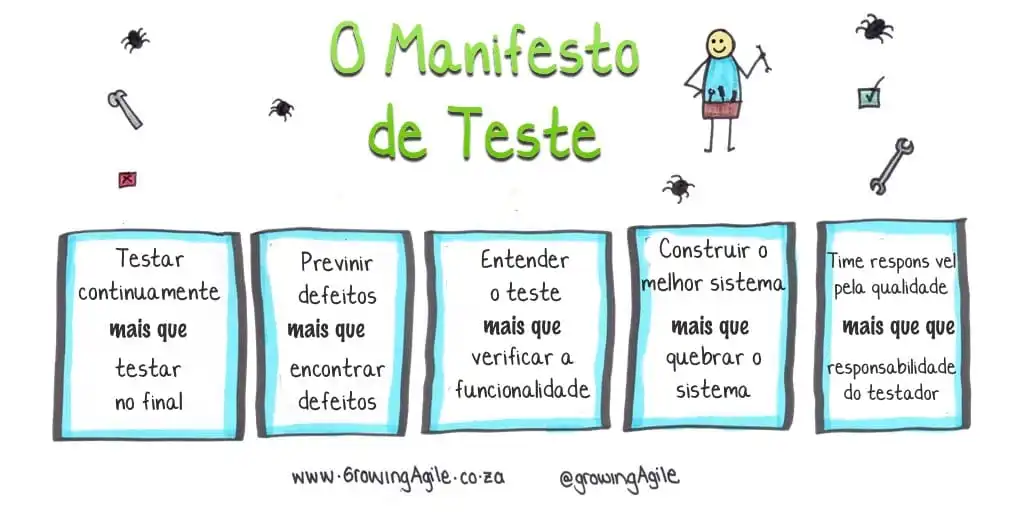 O Manifesto
de Teste
Testar
continuamente
mais que
testar
no final
Previnir
defeitos
mais que
encontrar
defeitos
Entender
o teste
mais que
verificar a
funcionalidade
Construir o
melhor sistema
mais que
quebrar o
sistema
Time respons vel
pela qualidade
mais que que
responsabilidade
do testador
www.GrowingAgile.co.za
@growingAgile